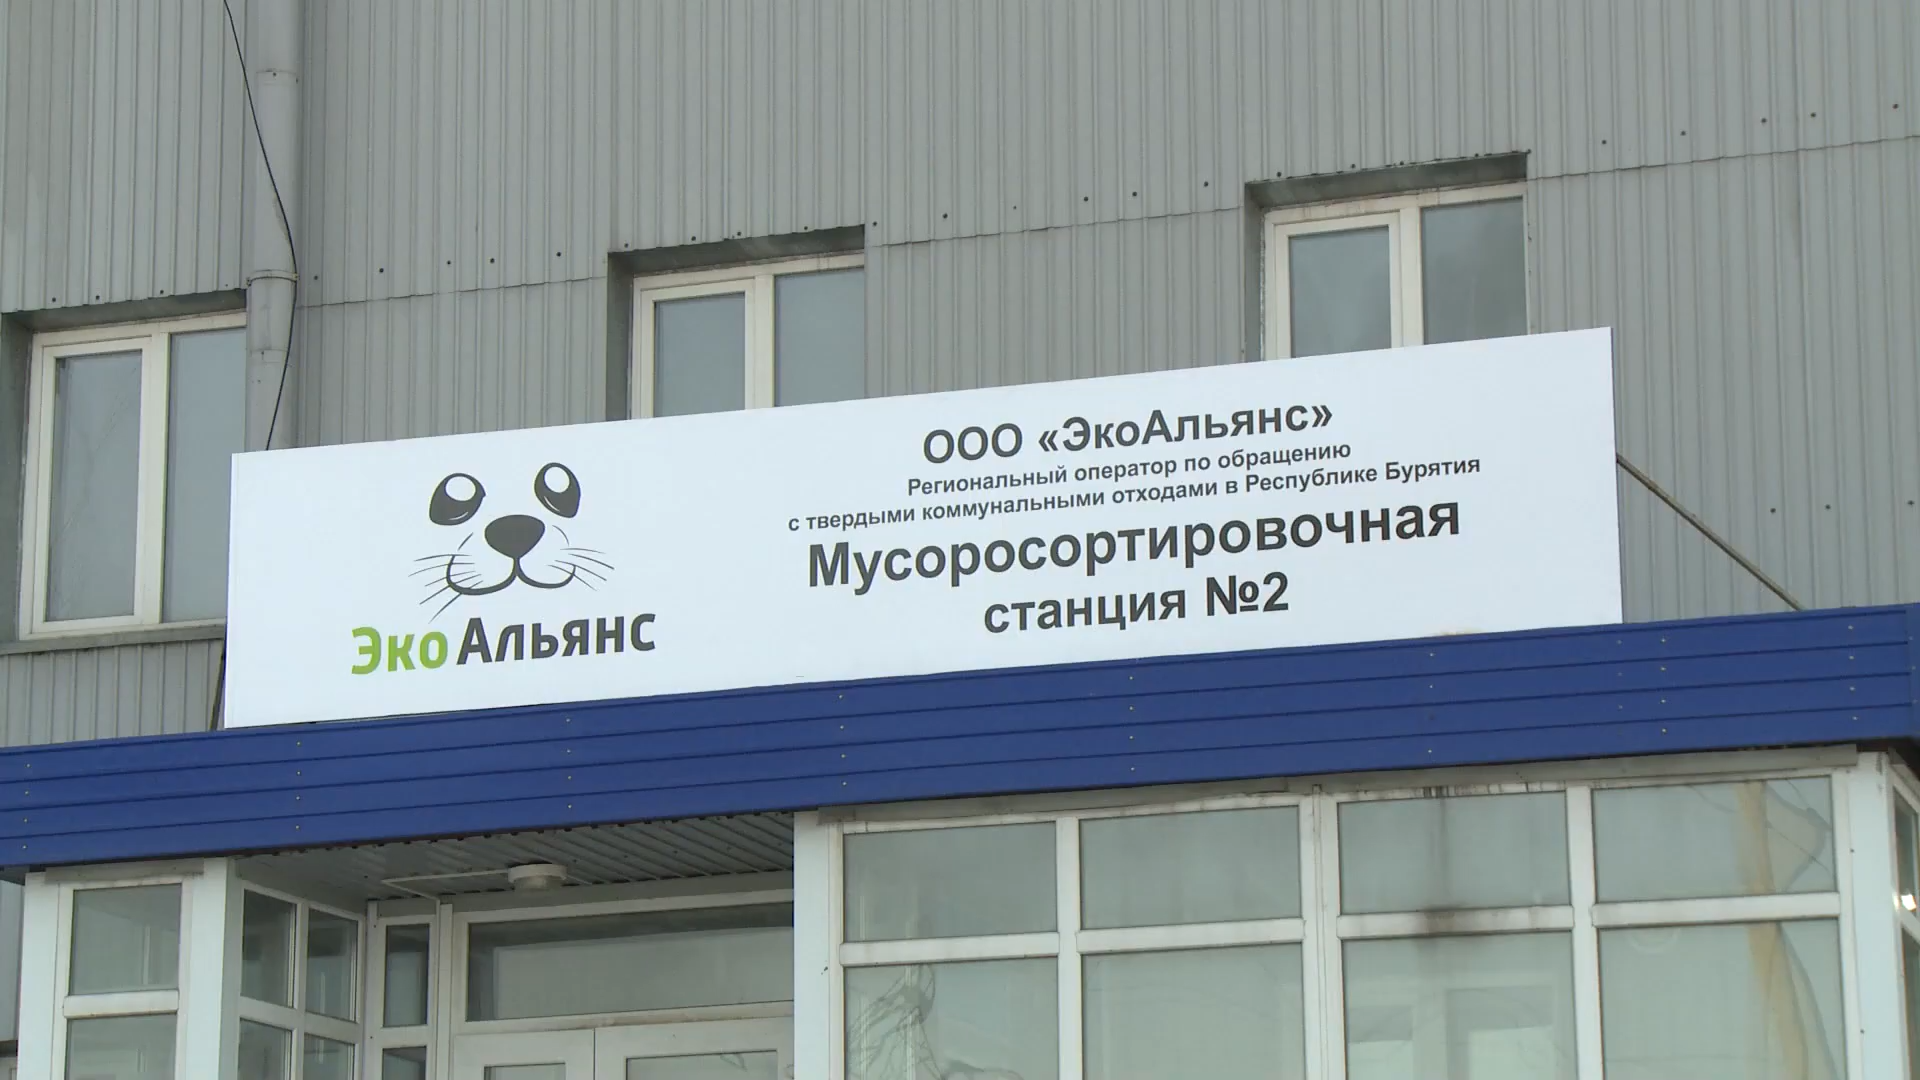 ЭкоАльянс
ООО «ЭкоАльянс»
Региональный оператор по обращению
с твердыми коммунальными отходами в Республике Бурятия
Мусоросортировочная
станция №2